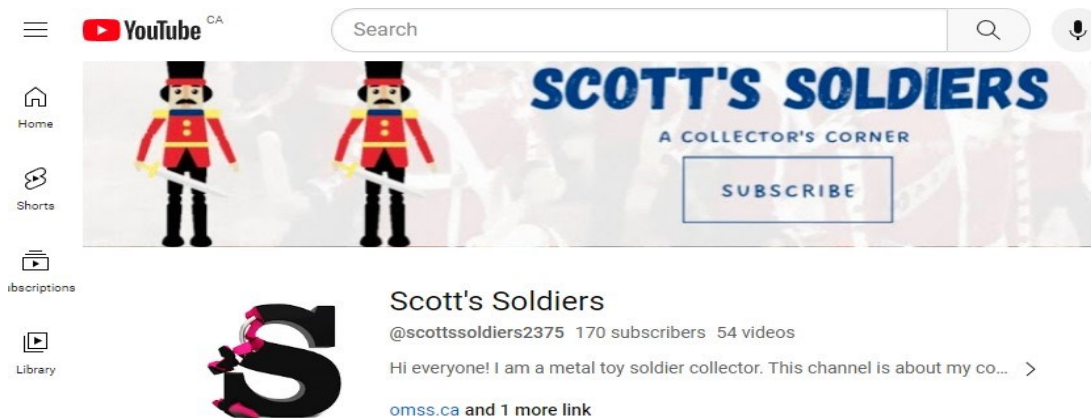 YouTube CA
Search
Home
Shorts
ubscriptions
Library
SCOTT'S SOLDIERS
A COLLECTOR'S CORNER
SUBSCRIBE
S
Scott's Soldiers
@scottssoldiers2375 170 subscribers 54 videos
Hi everyone! I am a metal toy soldier collector. This channel is about my co...
omss.ca and 1 more link